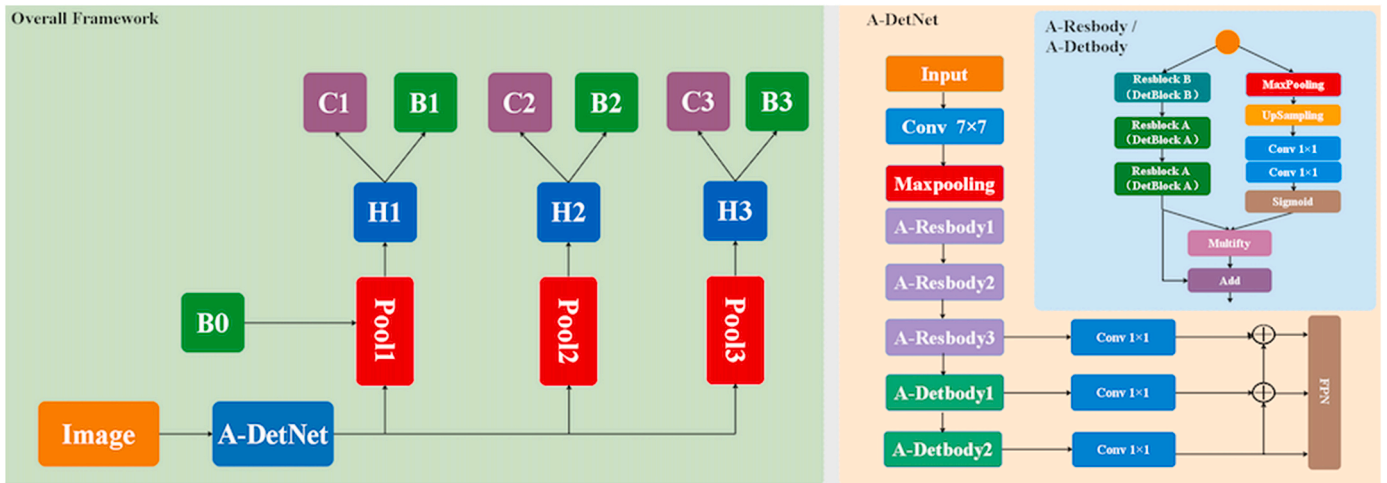 Overall Framework
C1
B1
C2
B2
C3
B3
H1
H2
H3
B0
Pool1
Pool2
Pool3
Image
A-DetNet
A-DetNet
Input
Conv 7×7
Maxpooling
A-Resbody1
A-Resbody2
A-Resbody3
A-Detbody1
A-Detbody2
Conv 1×1
Conv 1×1
Conv 1×1
FPN
A-Resbody /
A-Detbody
Resblock B
(DetBlock B)
Resblock A
(DetBlock A)
Resblock A
(DetBlock A)
MaxPooling
UpSampling
Conv 1×1
Conv 1×1
Sigmoid
Multifty
Add